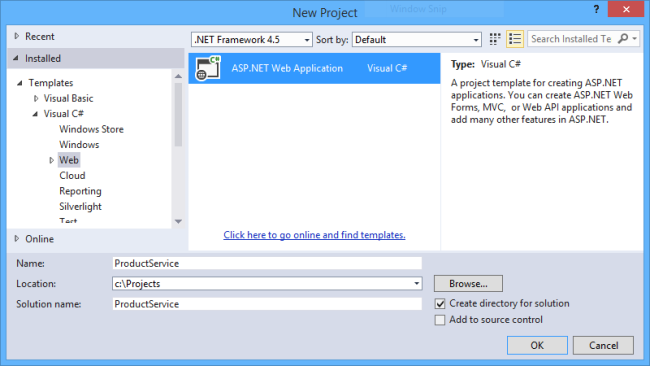 New Project
Window Snip
?
Recent
Installed
Templates
Visual Basic
Visual C#
Windows Store
Windows
Web
Cloud
Reporting
Silverlight
Test
Online
.NET Framework 4.5
Sort by: Default
Search Installed Te
C#
ASP.NET Web Application Visual C#
Click here to go online and find templates.
Type: Visual C#
A project template for creating ASP.NET
applications. You can create ASP.NET Web
Forms, MVC, or Web API applications and
add many other features in ASP.NET.
Name: ProductService
Location: c:\Projects
Browse...
Solution name: ProductService
Create directory for solution
Add to source control
OK
Cancel